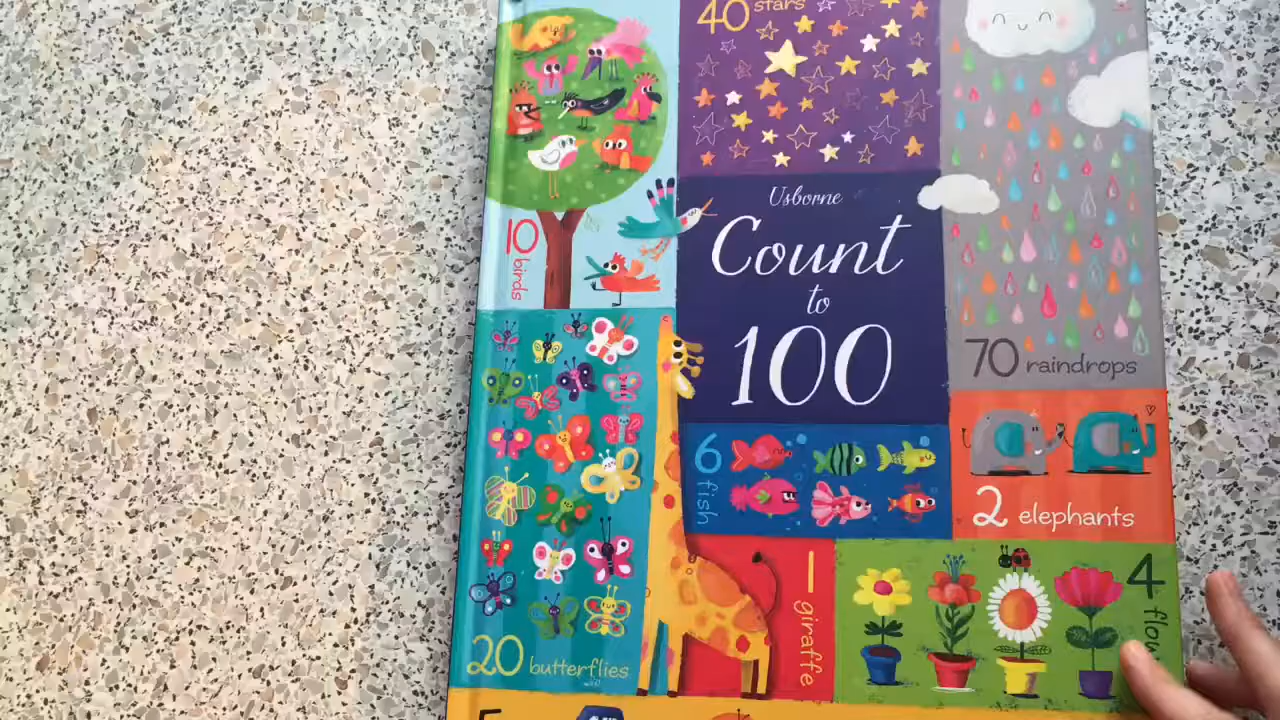 40 stars
Usborne
Count
to
100
10 birds
70 raindrops
6 fish
2 elephants
1 giraffe
4
20 butterflies
5